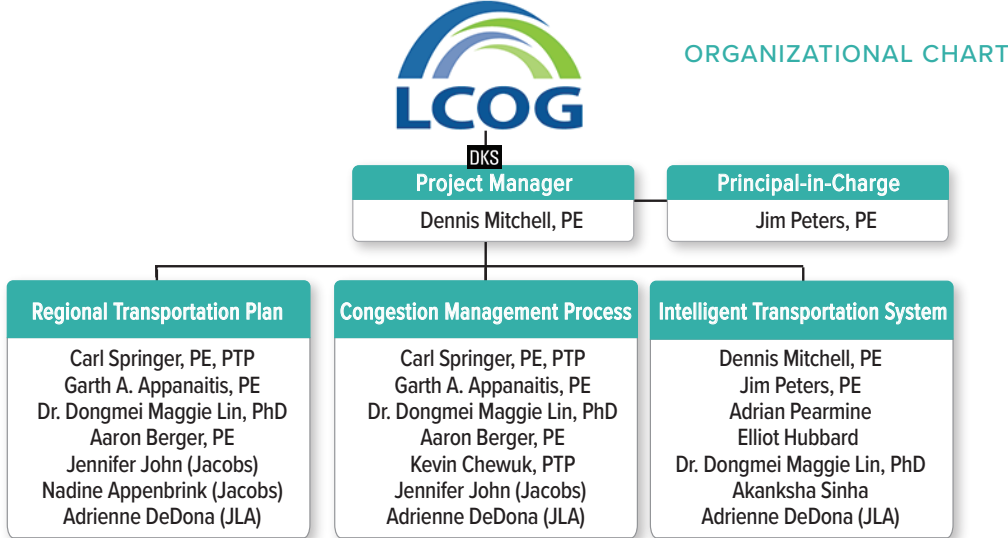 LCOG
ORGANIZATIONAL CHART
DKS
Project Manager
Dennis Mitchell, PE
Principal-in-Charge
Jim Peters, PE
Regional Transportation Plan
Carl Springer, PE, PTP
Garth A. Appanaitis, PE
Dr. Dongmei Maggie Lin, PhD
Aaron Berger, PE
Jennifer John (Jacobs)
Nadine Appenbrink (Jacobs)
Adrienne DeDona (JLA)
Congestion Management Process
Carl Springer, PE, PTP
Garth A. Appanaitis, PE
Dr. Dongmei Maggie Lin, PhD
Aaron Berger, PE
Kevin Chewuk, PTP
Jennifer John (Jacobs)
Adrienne DeDona (JLA)
Intelligent Transportation System
Dennis Mitchell, PE
Jim Peters, PE
Adrian Pearmine
Elliot Hubbard
Dr. Dongmei Maggie Lin, PhD
Akanksha Sinha
Adrienne DeDona (JLA)